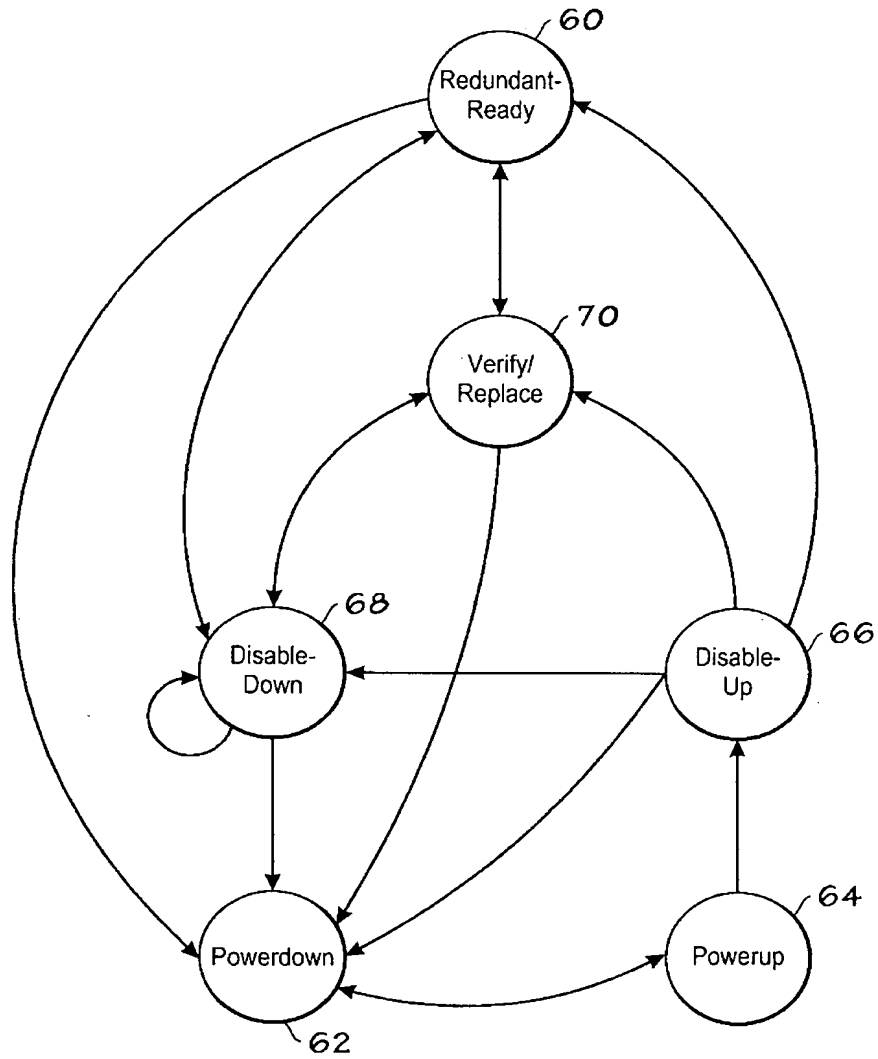 60
Redundant-
Ready
70
Verify/
Replace
68
Disable-
Down
66
Disable-
Up
64
Powerdown
Powerup
62